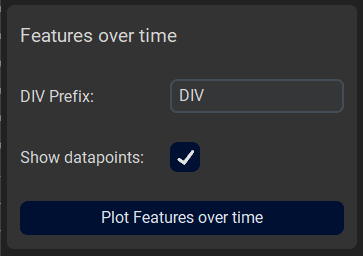 Features over time
DIV Prefix: DIV
Show datapoints:
Plot Features over time